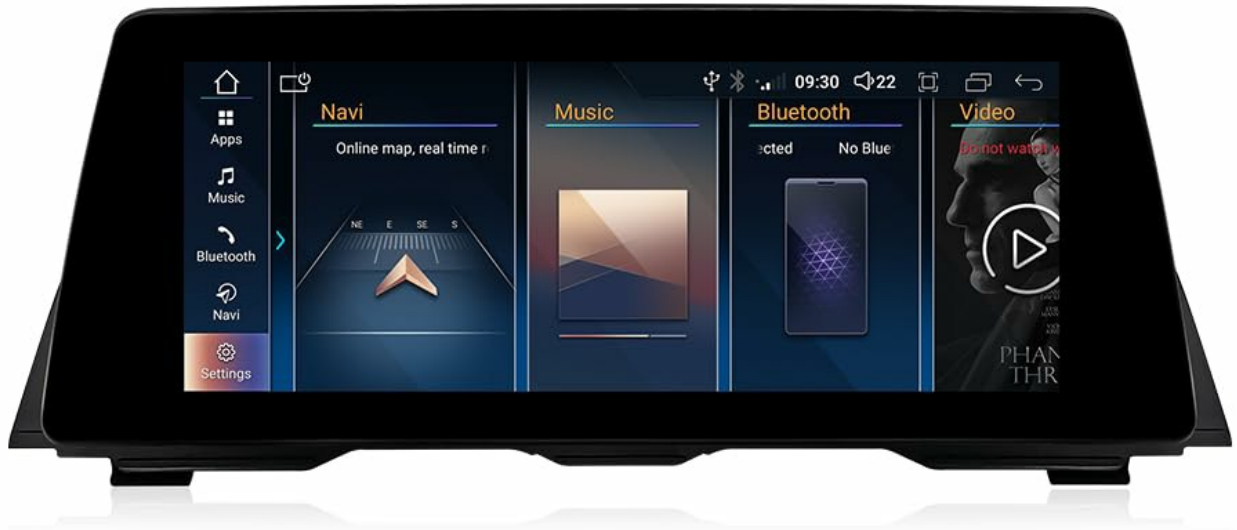 09:30
22
Navi
Music
Bluetooth
Video
Apps
Online map, real time r
ected
No Blue
Do not watch w
NE
E
SE
S
Music
Bluetooth
Navi
Settings
PHAN
THR